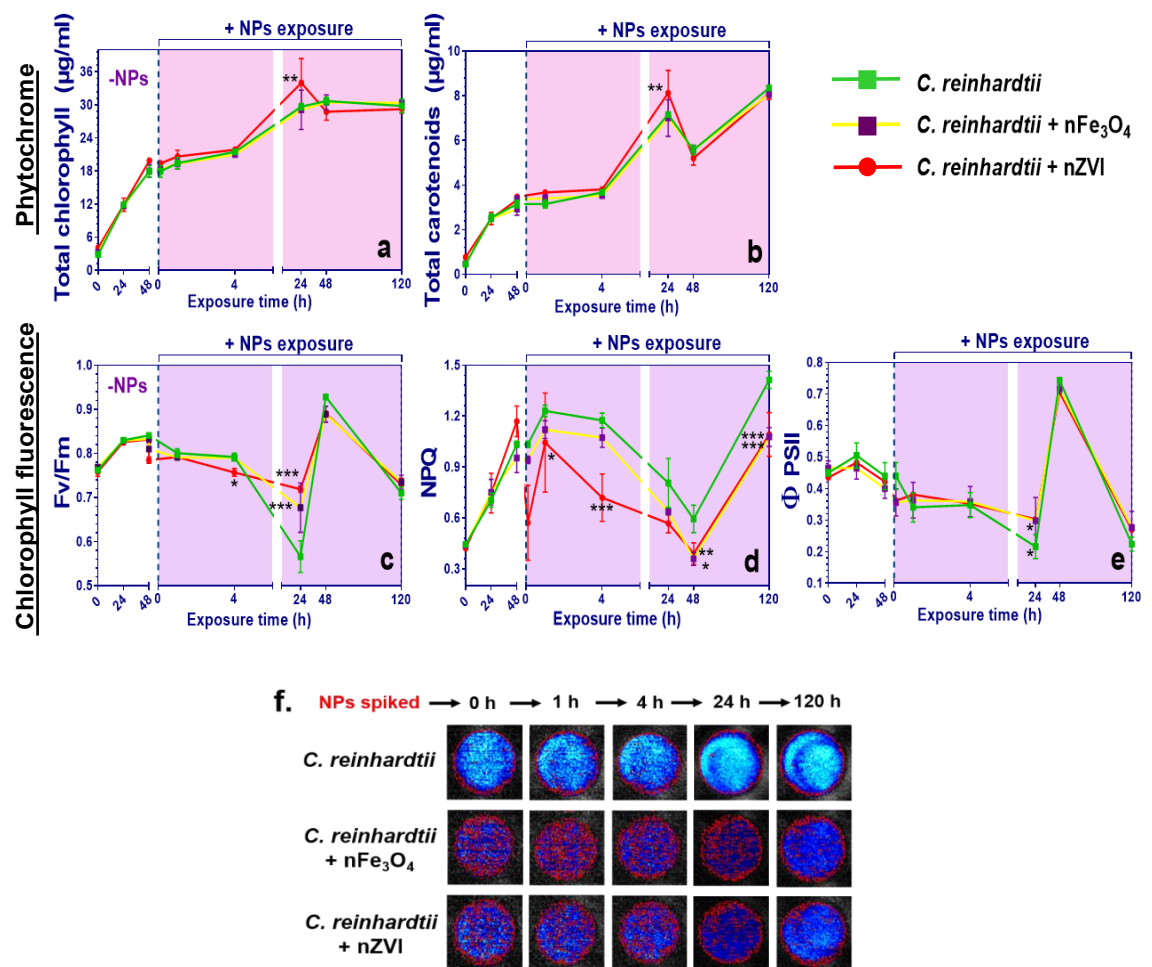 + NPs exposure
+ NPs exposure
Phytochrome
Total chlorophyll (µg/ml)
36
30
24
18
12
6
0
-NPs
**
a
0
24
48
0
4
24
48
120
Exposure time (h)
Total carotenoids (µg/ml)
10
8
6
4
2
0
**
b
0
24
48
0
4
24
48
120
Exposure time (h)
C. reinhardtii
C. reinhardtii + nFe₃O₄
C. reinhardtii + nZVI
Chlorophyll fluorescence
+ NPs exposure
Fv/Fm
1.0
0.9
0.8
0.7
0.6
0.5
-NPs
*
***
***
c
0
24
48
0
4
24
48
120
Exposure time (h)
+ NPs exposure
NPQ
1.5
1.2
0.9
0.6
0.3
*
***
**
*
***
***
d
0
24
48
0
4
24
48
120
Exposure time (h)
+ NPs exposure
Φ PSII
0.8
0.7
0.6
0.5
0.4
0.3
0.2
0.1
*
*
e
0
24
48
0
4
24
48
120
Exposure time (h)
f. NPs spiked → 0 h → 1 h → 4 h → 24 h → 120 h
C. reinhardtii
C. reinhardtii
+ nFe₃O₄
C. reinhardtii
+ nZVI